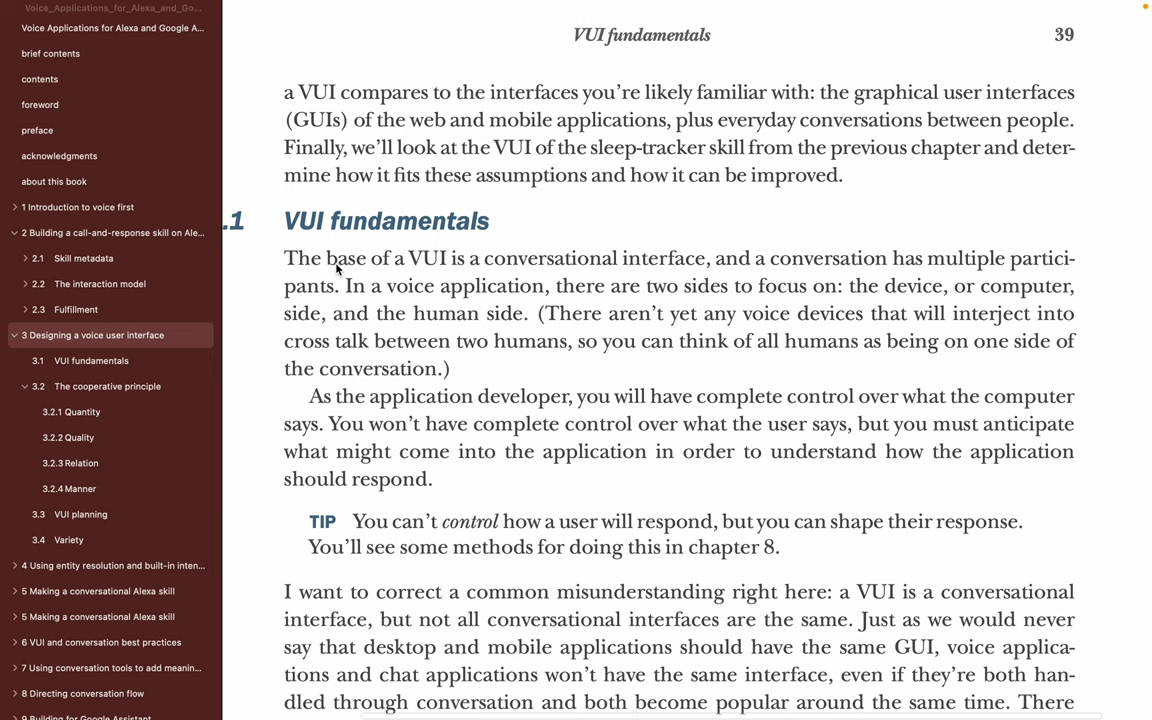 Voice_Applications_for_Alexa_and_Go...
Voice Applications for Alexa and Google A...
brief contents
contents
foreword
preface
acknowledgments
about this book
1 Introduction to voice first
2 Building a call-and-response skill on Ale...
2.1 Skill metadata
2.2 The interaction model
2.3 Fulfillment
3 Designing a voice user interface
3.1 VUI fundamentals
3.2 The cooperative principle
3.2.1 Quantity
3.2.2 Quality
3.2.3 Relation
3.2.4 Manner
3.3 VUI planning
3.4 Variety
4 Using entity resolution and built-in inten...
5 Making a conversational Alexa skill
5 Making a conversational Alexa skill
6 VUI and conversation best practices
7 Using conversation tools to add meanin...
8 Directing conversation flow
9 Building for Google Assistant
VUI fundamentals 39
a VUI compares to the interfaces you're likely familiar with: the graphical user interfaces
(GUIs) of the web and mobile applications, plus everyday conversations between people.
Finally, we'll look at the VUI of the sleep-tracker skill from the previous chapter and deter-
mine how it fits these assumptions and how it can be improved.
.1 VUI fundamentals
The base of a VUI is a conversational interface, and a conversation has multiple partici-
pants. In a voice application, there are two sides to focus on: the device, or computer,
side, and the human side. (There aren't yet any voice devices that will interject into
cross talk between two humans, so you can think of all humans as being on one side of
the conversation.)
As the application developer, you will have complete control over what the computer
says. You won't have complete control over what the user says, but you must anticipate
what might come into the application in order to understand how the application
should respond.
TIP You can't control how a user will respond, but you can shape their response.
You'll see some methods for doing this in chapter 8.
I want to correct a common misunderstanding right here: a VUI is a conversational
interface, but not all conversational interfaces are the same. Just as we would never
say that desktop and mobile applications should have the same GUI, voice applica-
tions and chat applications won't have the same interface, even if they're both han-
dled through conversation and both become popular around the same time. There